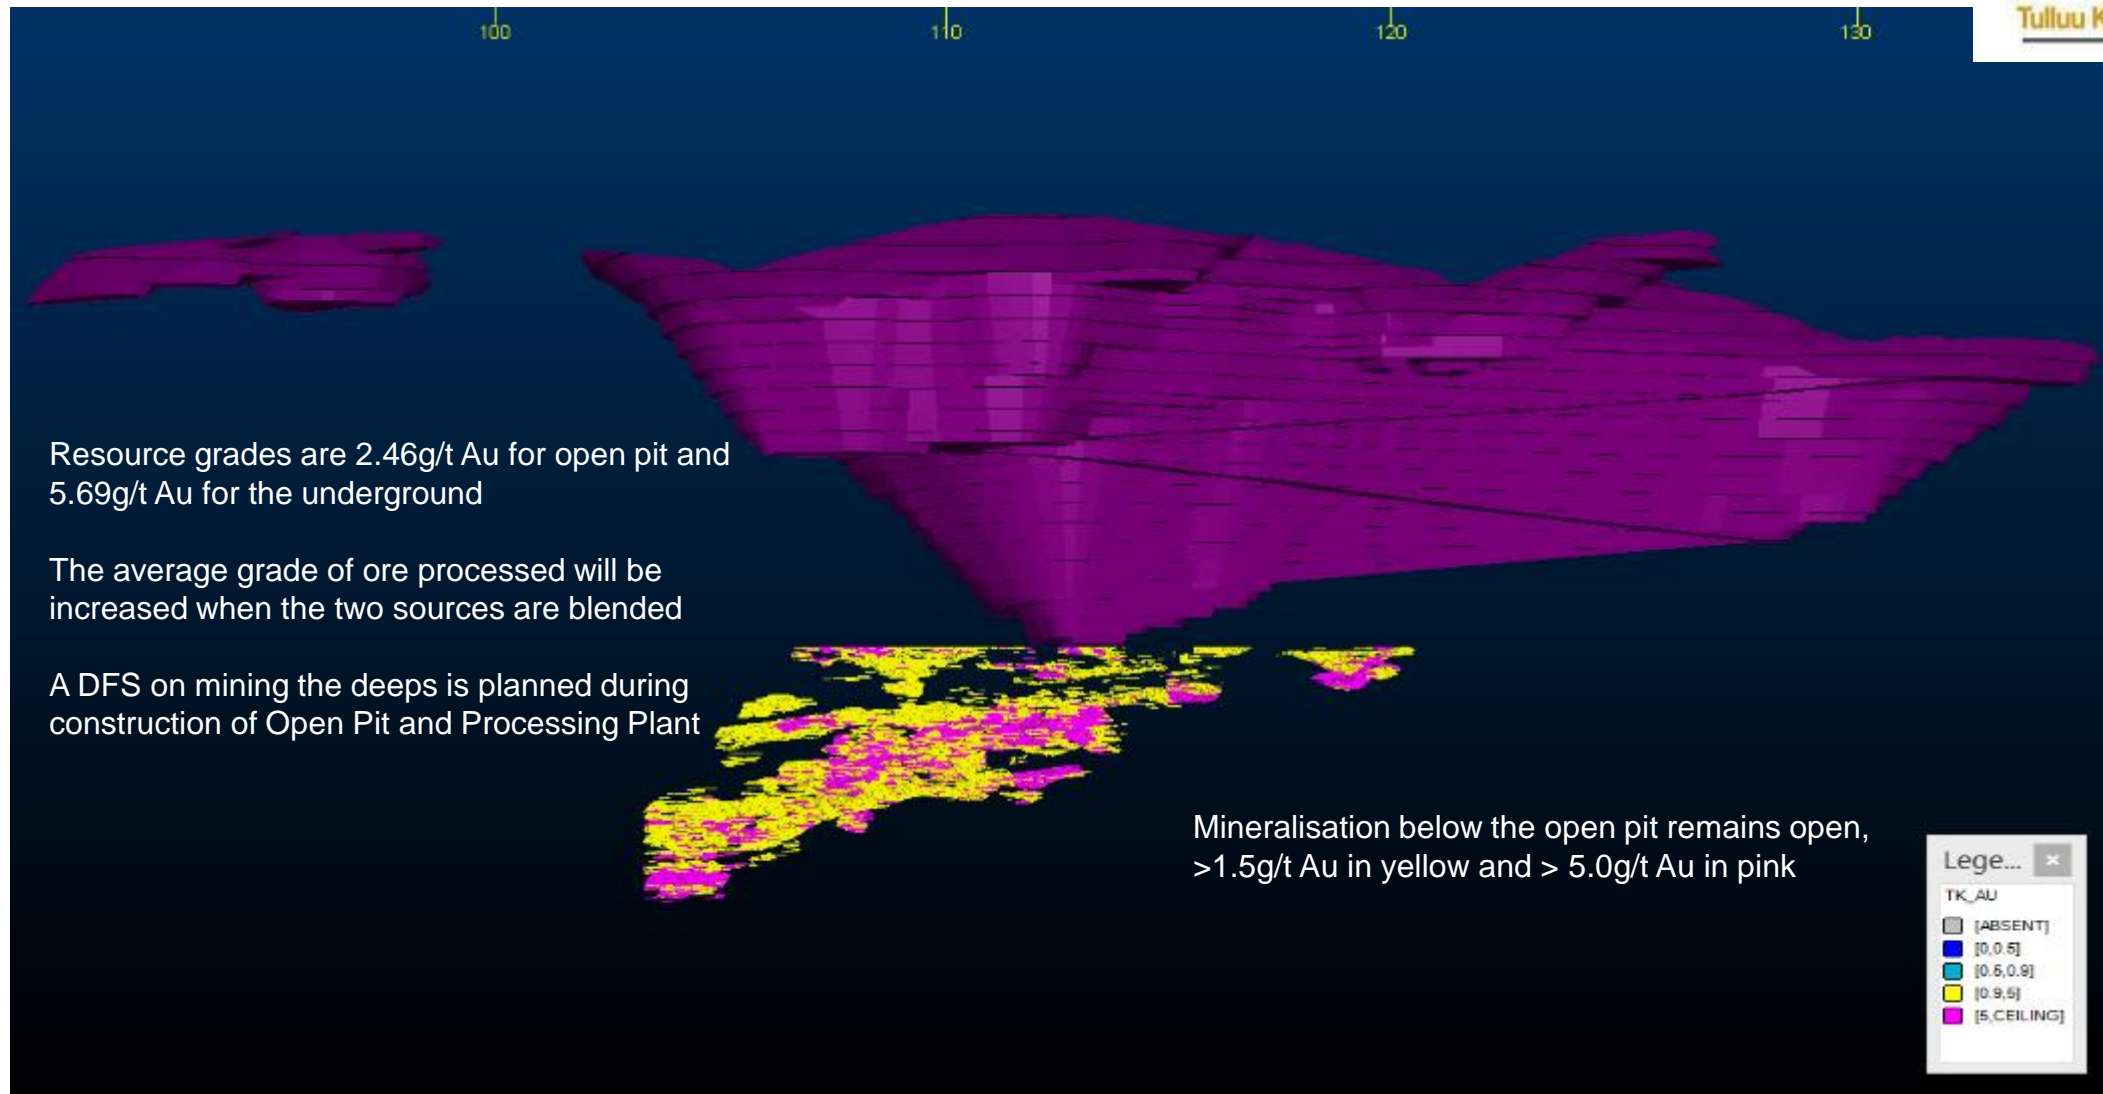 100
110
120
130
Tulluu K
Resource grades are 2.46g/t Au for open pit and
5.69g/t Au for the underground
The average grade of ore processed will be
increased when the two sources are blended
A DFS on mining the deeps is planned during
construction of Open Pit and Processing Plant
Mineralisation below the open pit remains open,
>1.5g/t Au in yellow and > 5.0g/t Au in pink
Lege...
TK_AU
[ABSENT]
[0,0.5]
[0.5,0.9]
[0.9,5]
[5,CEILING]